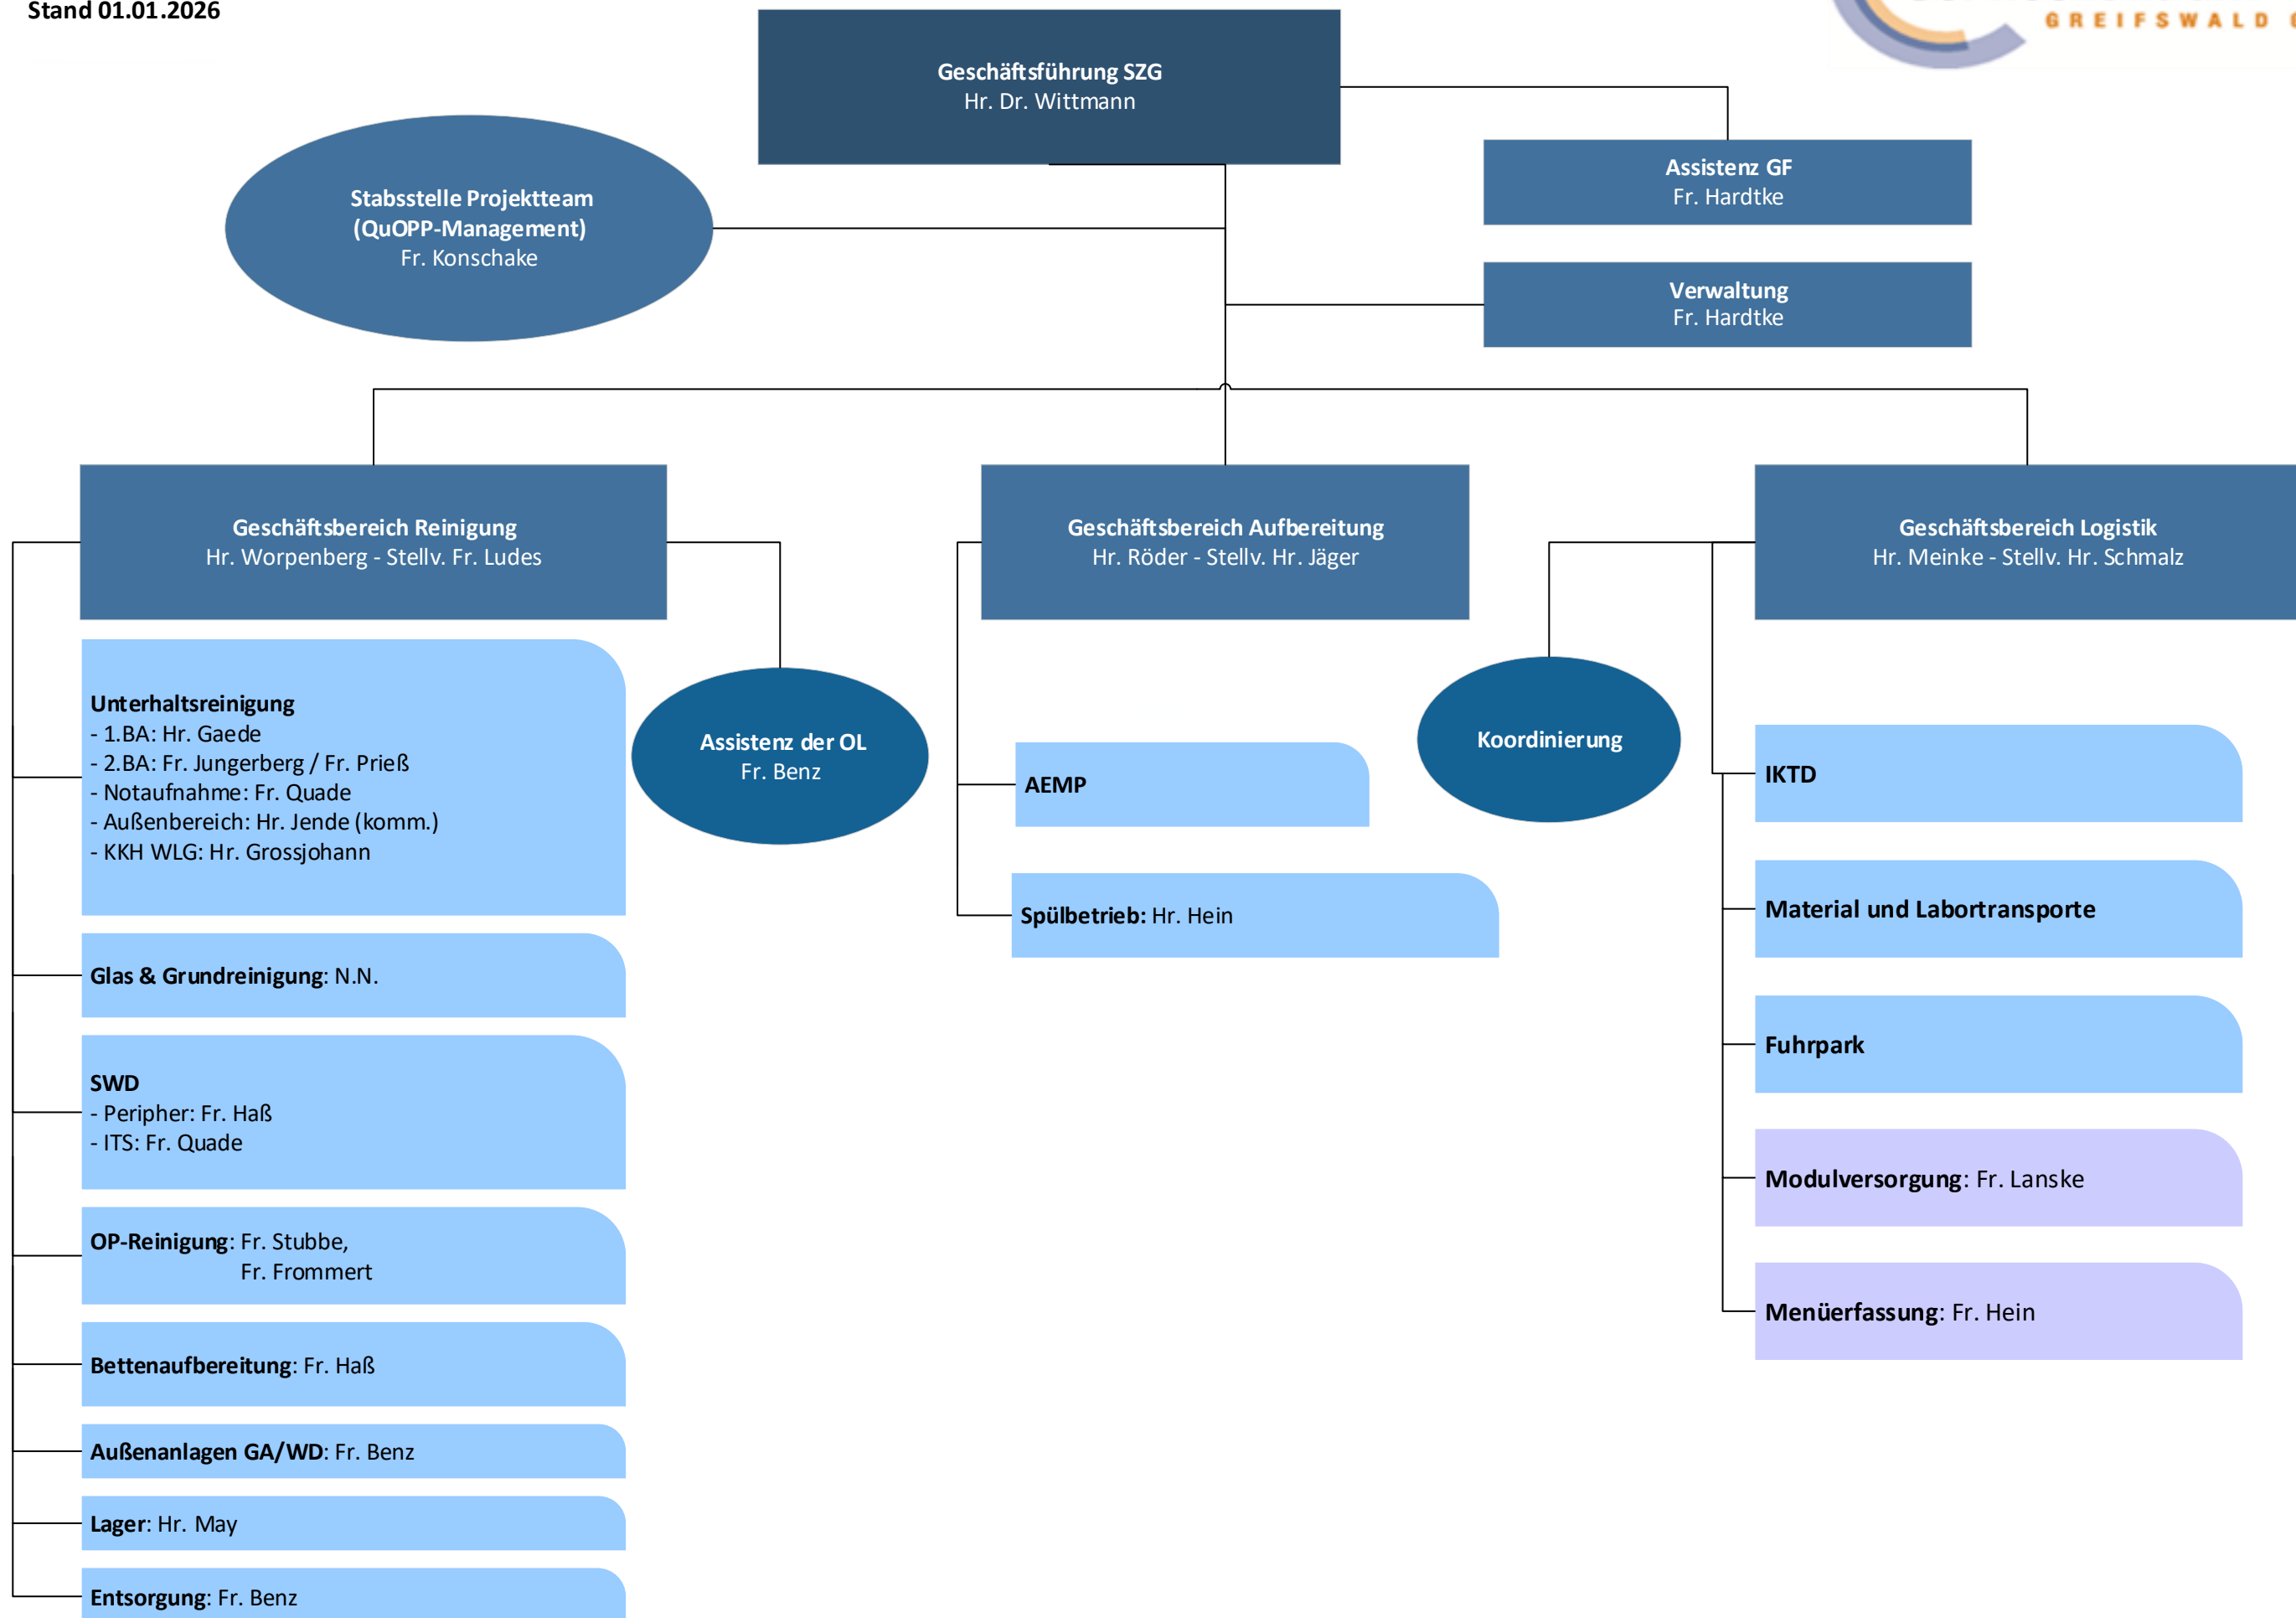 Stand 01.01.2026
GREIFSWALD
Geschäftsführung SZG
Hr. Dr. Wittmann
Assistenz GF
Fr. Hardtke
Stabsstelle Projektteam
(QuOPP-Management)
Fr. Konschake
Verwaltung
Fr. Hardtke
Geschäftsbereich Reinigung
Hr. Worpenberg - Stellv. Fr. Ludes
Geschäftsbereich Aufbereitung
Hr. Röder - Stellv. Hr. Jäger
Geschäftsbereich Logistik
Hr. Meinke - Stellv. Hr. Schmalz
Unterhaltsreinigung
- 1.BA: Hr. Gaede
- 2.BA: Fr. Jungerberg / Fr. Prieß
- Notaufnahme: Fr. Quade
- Außenbereich: Hr. Jende (komm.)
- KKH WLG: Hr. Grossjohann
Glas & Grundreinigung: N.N.
SWD
- Peripher: Fr. Haß
- ITS: Fr. Quade
OP-Reinigung: Fr. Stubbe,
Fr. Frommert
Bettenaufbereitung: Fr. Haß
Außenanlagen GA/WD: Fr. Benz
Lager: Hr. May
Entsorgung: Fr. Benz
Assistenz der OL
Fr. Benz
AEMP
Spülbetrieb: Hr. Hein
Koordinierung
IKTD
Material und Labortransporte
Fuhrpark
Modulversorgung: Fr. Lanske
Menüerfassung: Fr. Hein